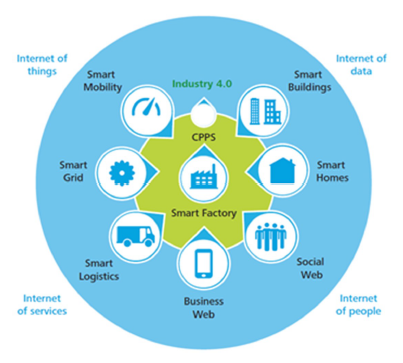 Internet of
things
Internet of
data
Industry 4.0
Smart
Mobility
Smart
Buildings
CPPS
Smart
Grid
Smart
Homes
Smart Factory
Smart
Logistics
Social
Web
Business
Web
Internet
of services
Internet
of people